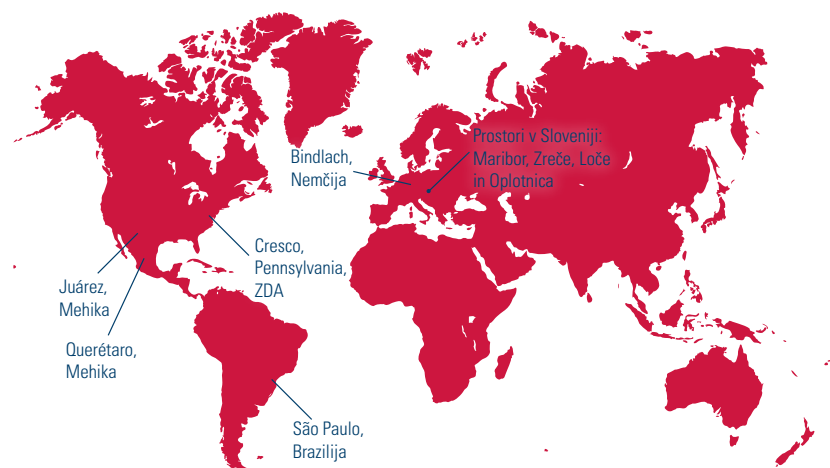 Prostori v Sloveniji:
Maribor, Zreče, Loče
in Oplotnica
Bindlach,
Nemčija
Cresco,
Pennsylvania,
ZDA
Juárez,
Mehika
Querétaro,
Mehika
São Paulo,
Brazilija